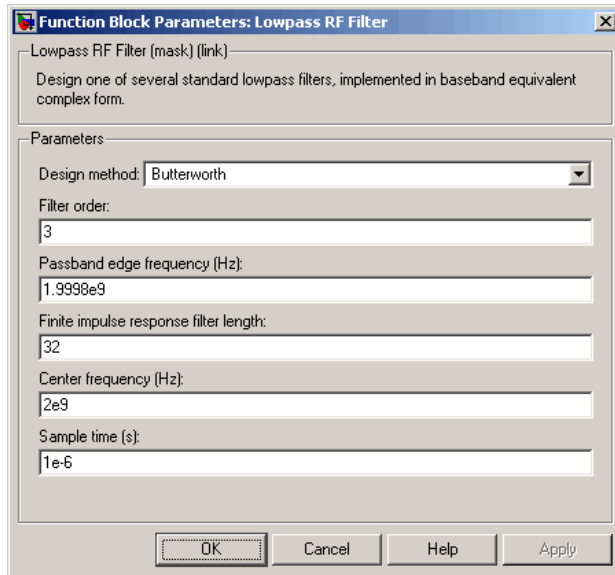 Function Block Parameters: Lowpass RF Filter
Lowpass RF Filter (mask) (link)
Design one of several standard lowpass filters, implemented in baseband equivalent
complex form.
Parameters
Design method: Butterworth
Filter order:
3
Passband edge frequency (Hz):
1.9998e9
Finite impulse response filter length:
32
Center frequency (Hz):
2e9
Sample time (s):
1e-6
OK Cancel Help Apply